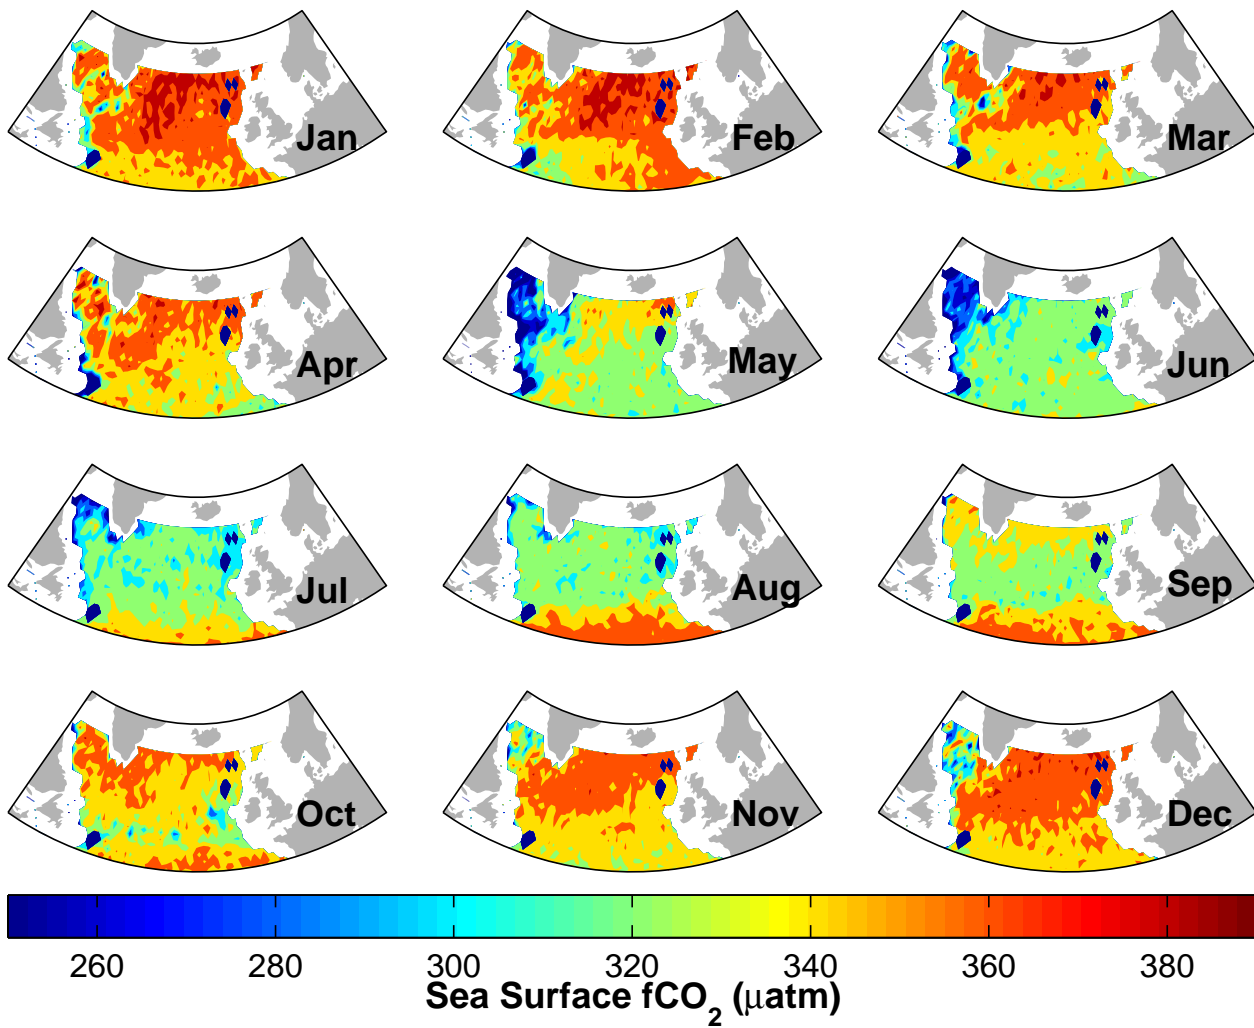 Jan Feb Mar
Apr May Jun
Jul Aug Sep
Oct Nov Dec
260 280 300 320 340 360 380
Sea Surface fCO₂ (μatm)